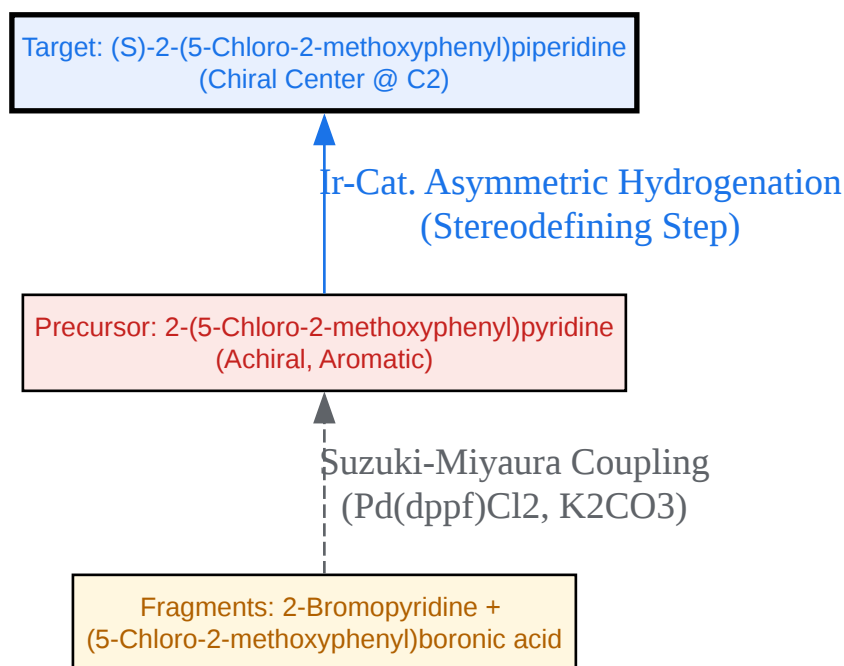 Target: (S)-2-(5-Chloro-2-methoxyphenyl)piperidine
(Chiral Center @ C2)
Ir-Cat. Asymmetric Hydrogenation
(Stereodefining Step)
Precursor: 2-(5-Chloro-2-methoxyphenyl)pyridine
(Achiral, Aromatic)
Suzuki-Miyaura Coupling
(Pd(dppf)Cl2, K2CO3)
Fragments: 2-Bromopyridine +
(5-Chloro-2-methoxyphenyl)boronic acid